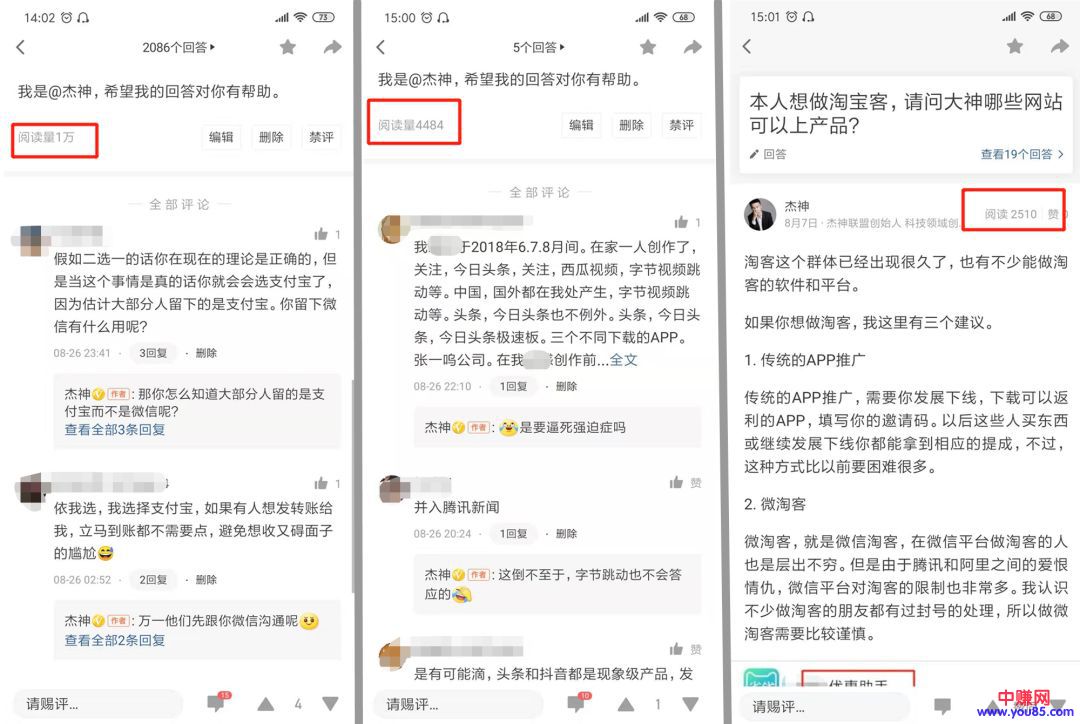 14:02
73
2086个回答▸
我是@杰神，希望我的回答对你有帮助。
阅读量1万
编辑
删除
禁评
全部评论
1
假如二选一的话你在现在的理论是正确的，但
是当这个事情是真的话你就会会选支付宝了，
因为估计大部分人留下的是支付宝。你留下微
信有什么用呢?
08-26 23:41 · 3回复 · 删除
杰神 作者：那你怎么知道大部分人留的是支
付宝而不是微信呢?
查看全部3条回复
1
依我选，我选择支付宝，如果有人想发转账给
我，立马到账都不需要点，避免想收又碍面子
的尴尬😅
08-26 02:52 · 2回复 · 删除
杰神 作者：万一他们先跟你微信沟通呢
查看全部2条回复
请赐评...
15
4
15:00
68
5个回答▸
我是@杰神，希望我的回答对你有帮助。
阅读量4484
编辑
删除
禁评
全部评论
1
我 于2018年6.7.8月间。在家一人创作了，
关注，今日头条，关注，西瓜视频，字节视频跳
动等。中国，国外都在我处产生，字节视频跳
动等。头条，今日头条也不例外。头条，今日头
条，今日头条极速板。三个不同下载的APP。
张一鸣公司。在我 创作前...全文
08-26 22:10 · 1回复 · 删除
杰神 作者：😂是要逼死强迫症吗
赞
并入腾讯新闻
08-26 20:24 · 1回复 · 删除
杰神 作者：这倒不至于，字节跳动也不会答
应的🤣
赞
是有可能滴，头条和抖音都是现象级产品，发
请赐评...
10
1
15:01
68
本人想做淘宝客，请问大神哪些网站
可以上产品?
回答
查看19个回答 >
杰神
8月7日 · 杰神联盟创始人 科技领域创
阅读 2510
赞
淘客这个群体已经出现很久了，也有不少能做淘
客的软件和平台。
如果你想做淘客，我这里有三个建议。
1. 传统的APP推广
传统的APP推广，需要你发展下线，下载可以返
利的APP，填写你的邀请码。以后这些人买东西
或继续发展下线你都能拿到相应的提成，不过，
这种方式比以前要困难很多。
2. 微淘客
微淘客，就是微信淘客，在微信平台做淘客的人
也是层出不穷。但是由于腾讯和阿里之间的爱恨
情仇，微信平台对淘客的限制也非常多。我认识
不少做淘客的朋友都有过封号的处理，所以做微
淘客需要比较谨慎。
优惠助手
请赐评...
中赚网
www.you85.com